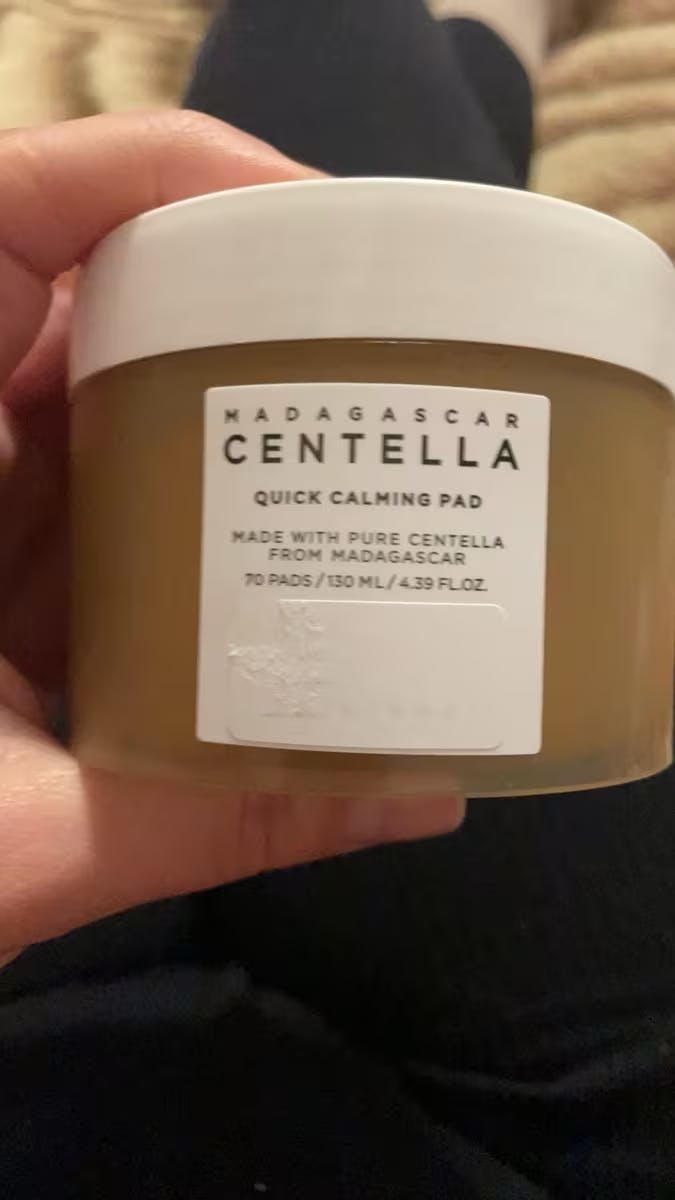 MADAGASCAR
CENTELLA
QUICK CALMING PAD
MADE WITH PURE CENTELLA
FROM MADAGASCAR
70 PADS / 130 ML / 4.39 FL.OZ.